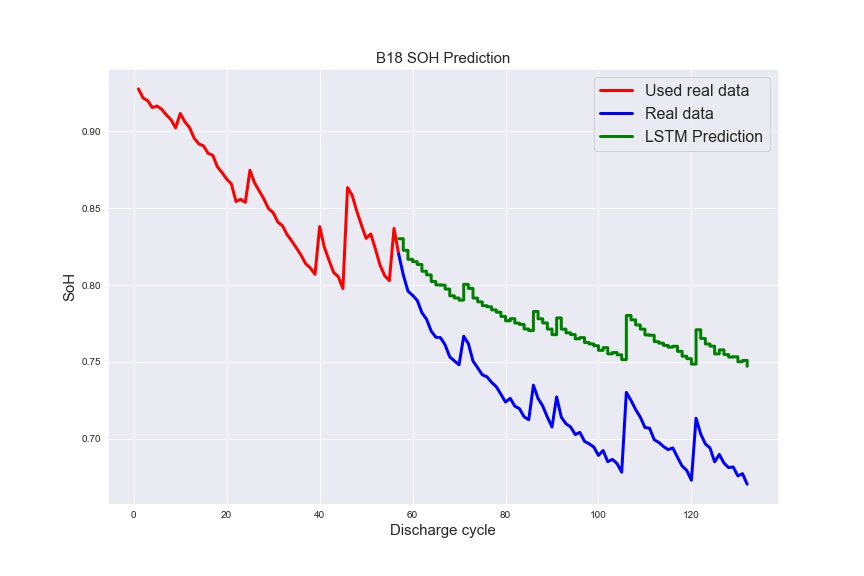 B18 SOH Prediction
Used real data
Real data
LSTM Prediction
0.90
0.85
0.80
0.75
0.70
SoH
0 20 40 60 80 100 120
Discharge cycle